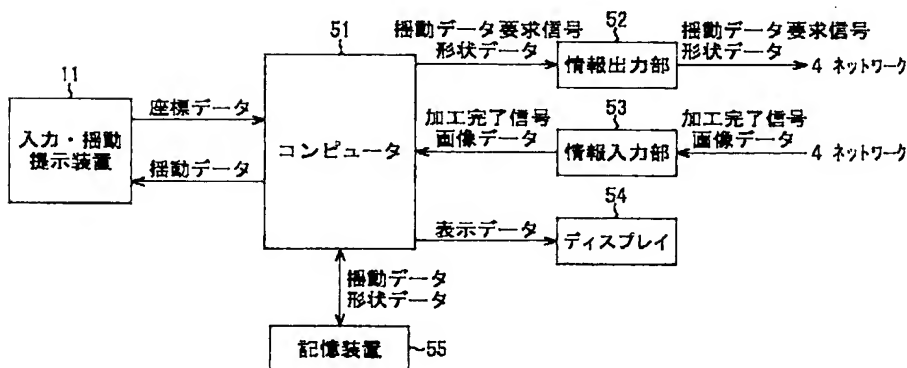 51
揺動データ要求信号
形状データ
52
情報出力部
揺動データ要求信号
形状データ
4 ネットワーク
11
入力・揺動
提示装置
座標データ
揺動データ
コンピュータ
加工完了信号
画像データ
53
情報入力部
加工完了信号
画像データ
4 ネットワーク
表示データ
54
ディスプレイ
揺動データ
形状データ
記憶装置
55